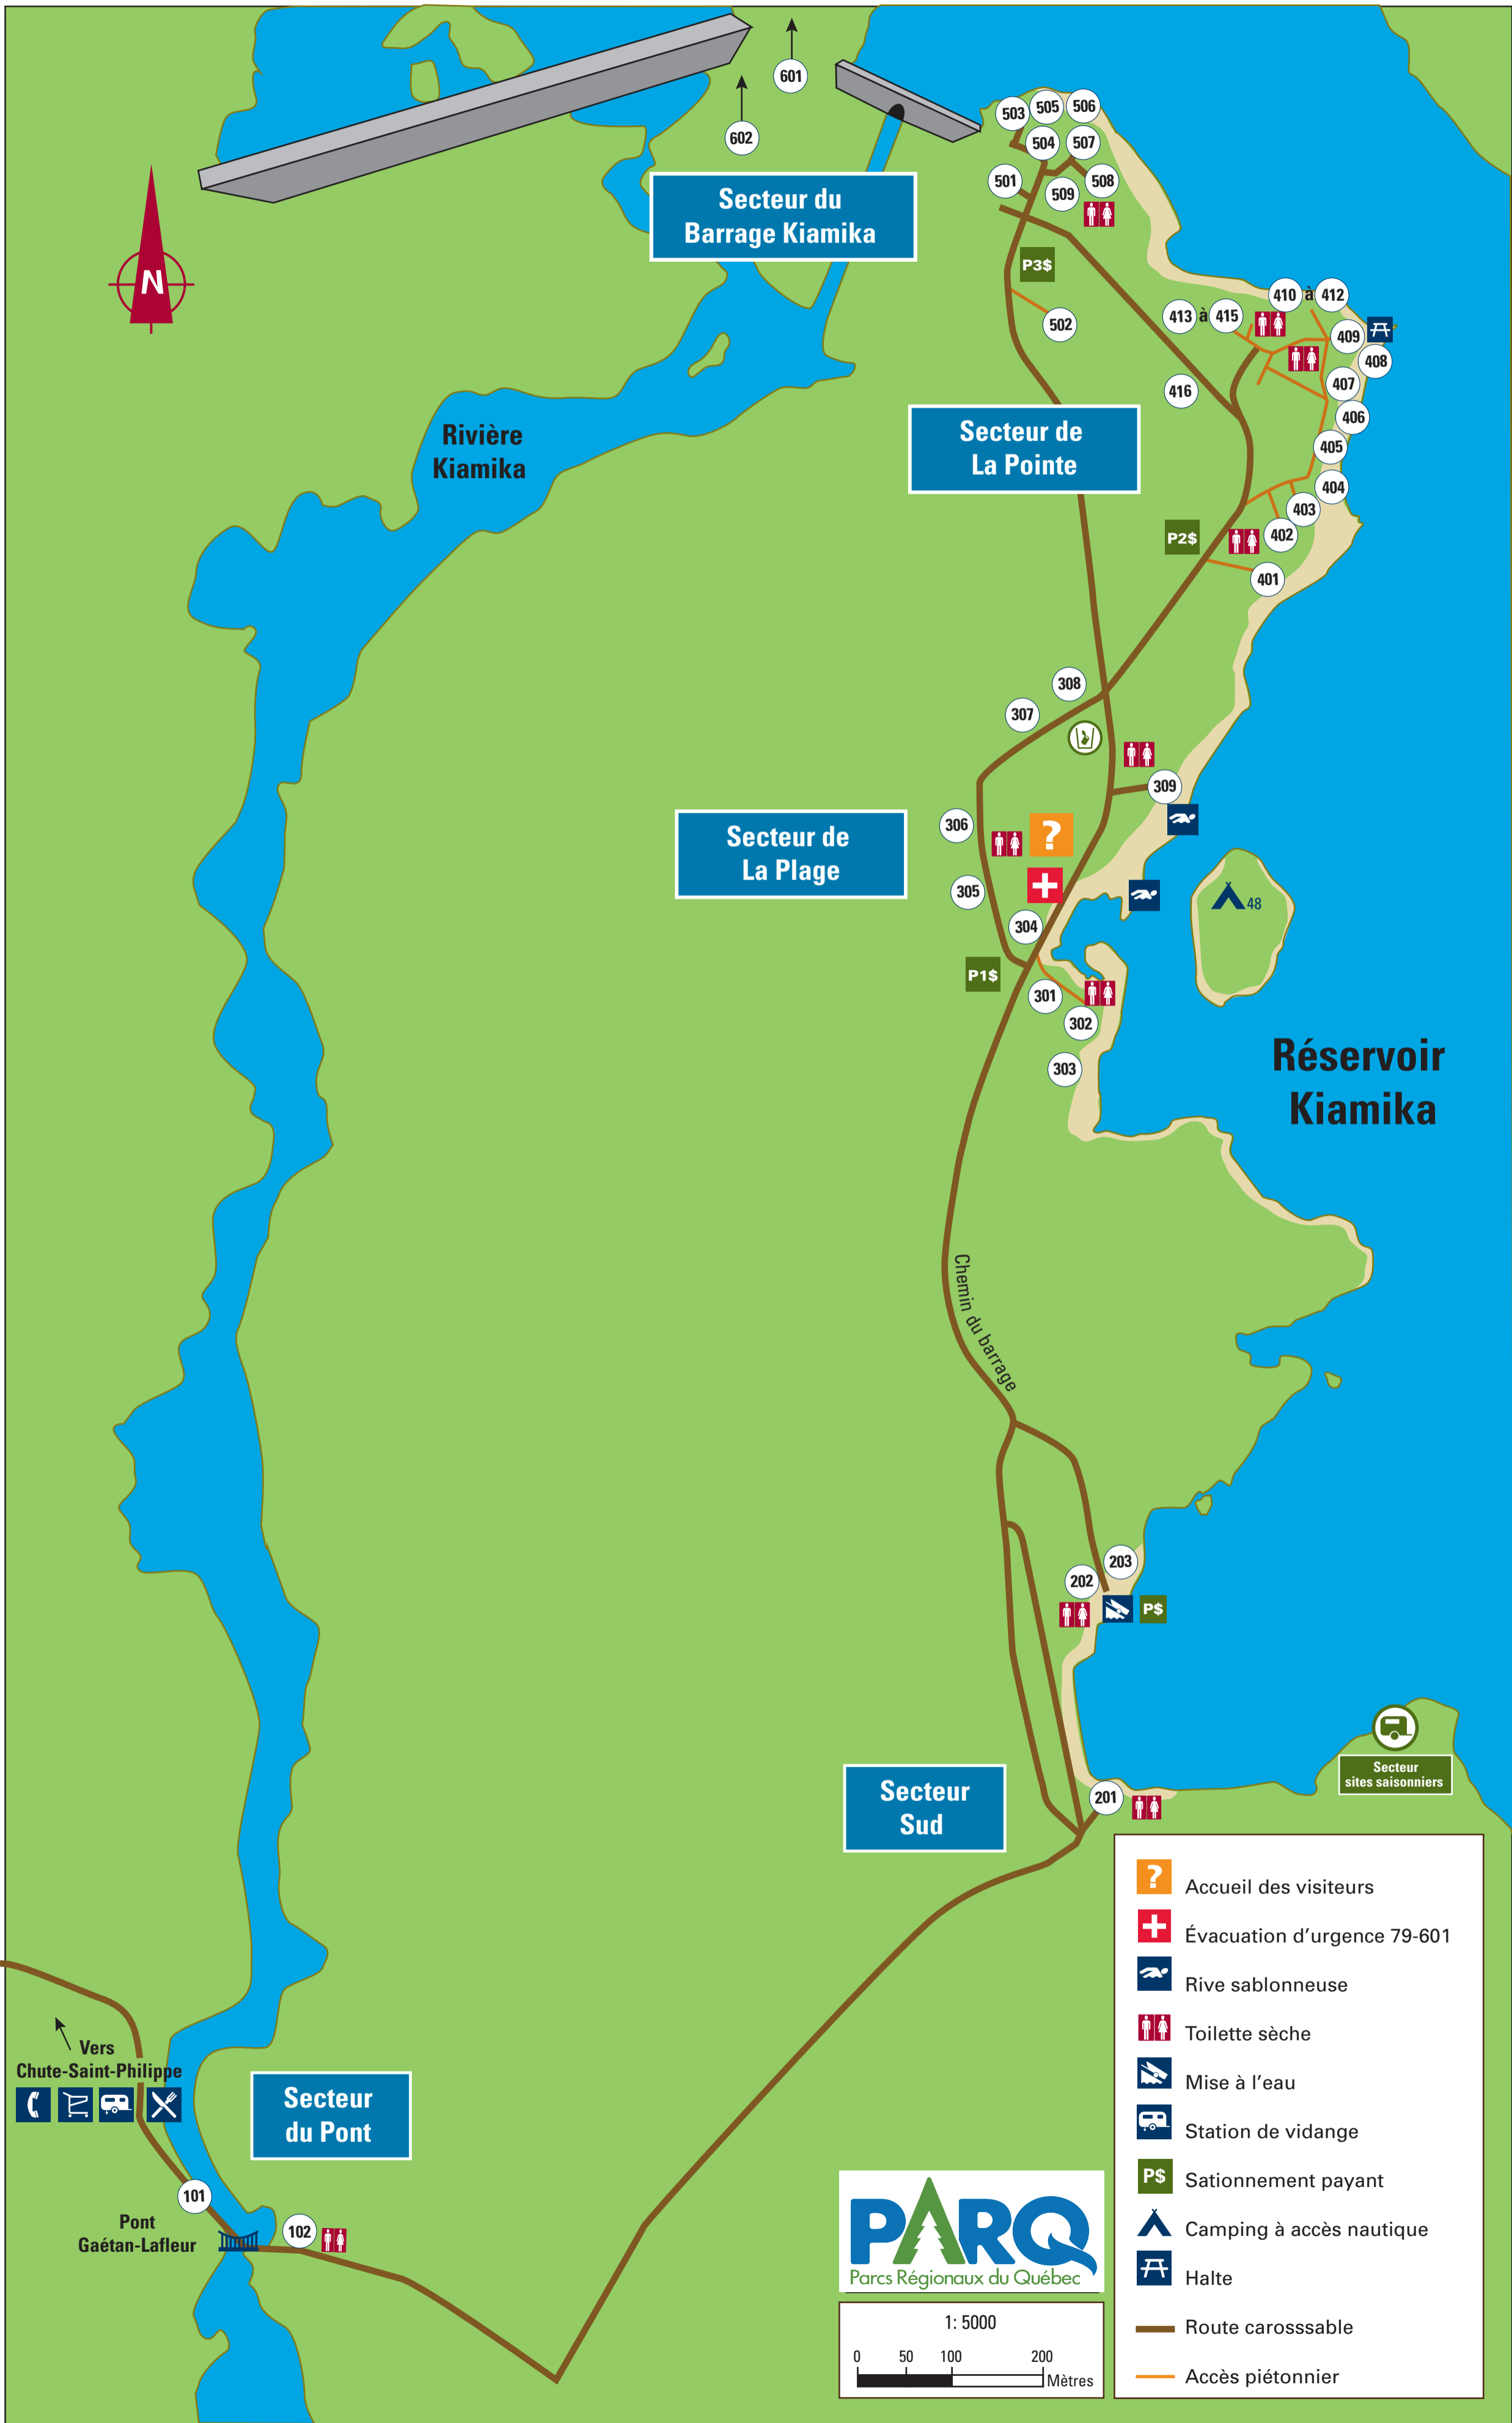 601
602
503
505
506
504
507
501
509
508
Secteur du
Barrage Kiamika
N
P3$
502
410 à 412
413 à 415
409
408
407
416
406
Rivière
Kiamika
Secteur de
La Pointe
405
404
403
402
P2$
401
308
307
309
306
?
Secteur de
La Plage
305
48
304
P1$
301
302
303
Réservoir
Kiamika
Chemin du barrage
203
202
P$
Secteur
sites saisonniers
Secteur
Sud
201
? Accueil des visiteurs
Évacuation d'urgence 79-601
Rive sablonneuse
Toilette sèche
Mise à l'eau
Station de vidange
P$ Sationnement payant
Camping à accès nautique
Halte
Route carosssable
Accès piétonnier
Vers
Chute-Saint-Philippe
Secteur
du Pont
101
Pont
Gaétan-Lafleur
102
PARQ
Parcs Régionaux du Québec
1: 5000
0 50 100 200
Mètres